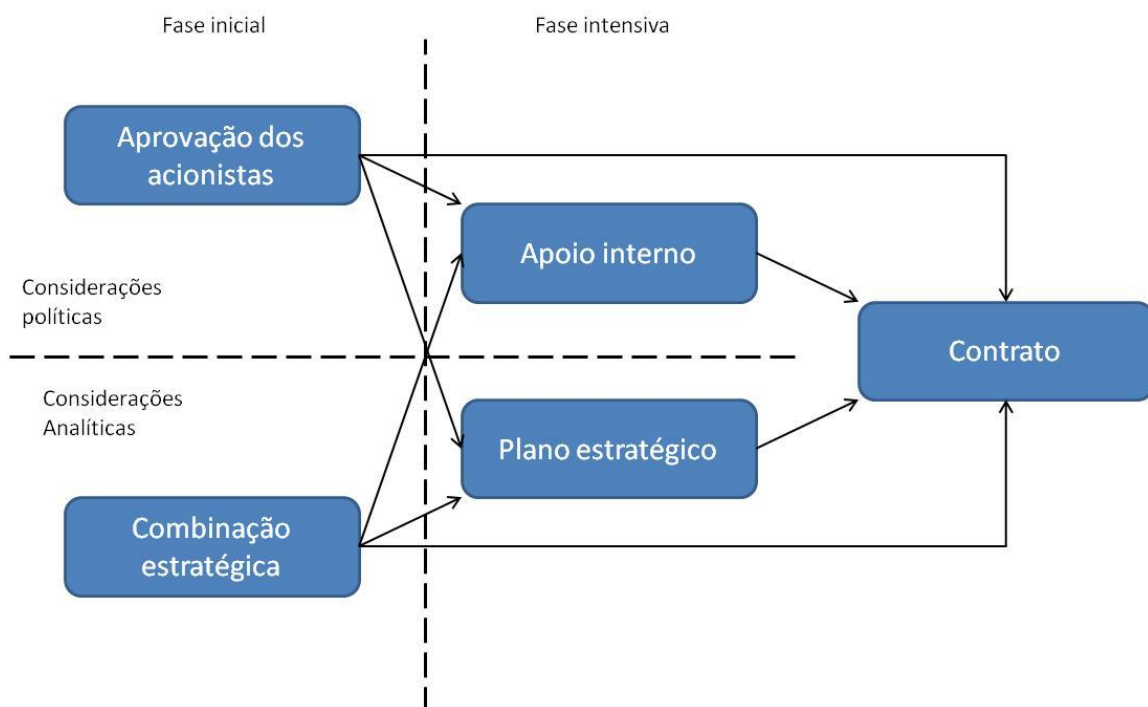 Fase inicial
Fase intensiva
Aprovação dos
acionistas
Apoio interno
Considerações
políticas
Contrato
Considerações
Analíticas
Plano estratégico
Combinação
estratégica